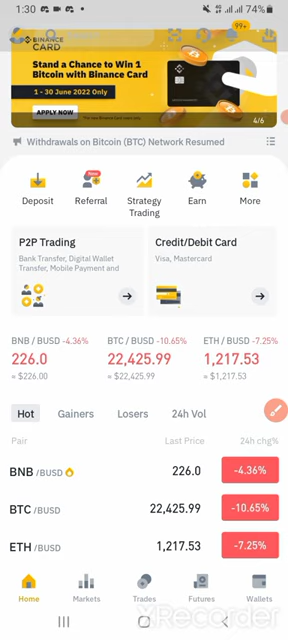 1:30
74%
99+
BINANCE
CARD
Stand a Chance to Win 1
Bitcoin with Binance Card
1 - 30 June 2022 Only
APPLY NOW
4/6
Withdrawals on Bitcoin (BTC) Network Resumed
Deposit
Referral
Strategy
Trading
Earn
More
P2P Trading
Bank Transfer, Digital Wallet
Transfer, Mobile Payment and
Credit/Debit Card
Visa, Mastercard
BNB / BUSD -4.36%
226.0
≈ $226.00
BTC / BUSD -10.65%
22,425.99
≈ $22,425.99
ETH / BUSD -7.25%
1,217.53
≈ $1,217.53
Hot Gainers Losers 24h Vol
Pair Last Price 24h chg%
BNB /BUSD 226.0 -4.36%
BTC /BUSD 22,425.99 -10.65%
ETH /BUSD 1,217.53 -7.25%
Home Markets Trades Futures Wallets
XRecorder